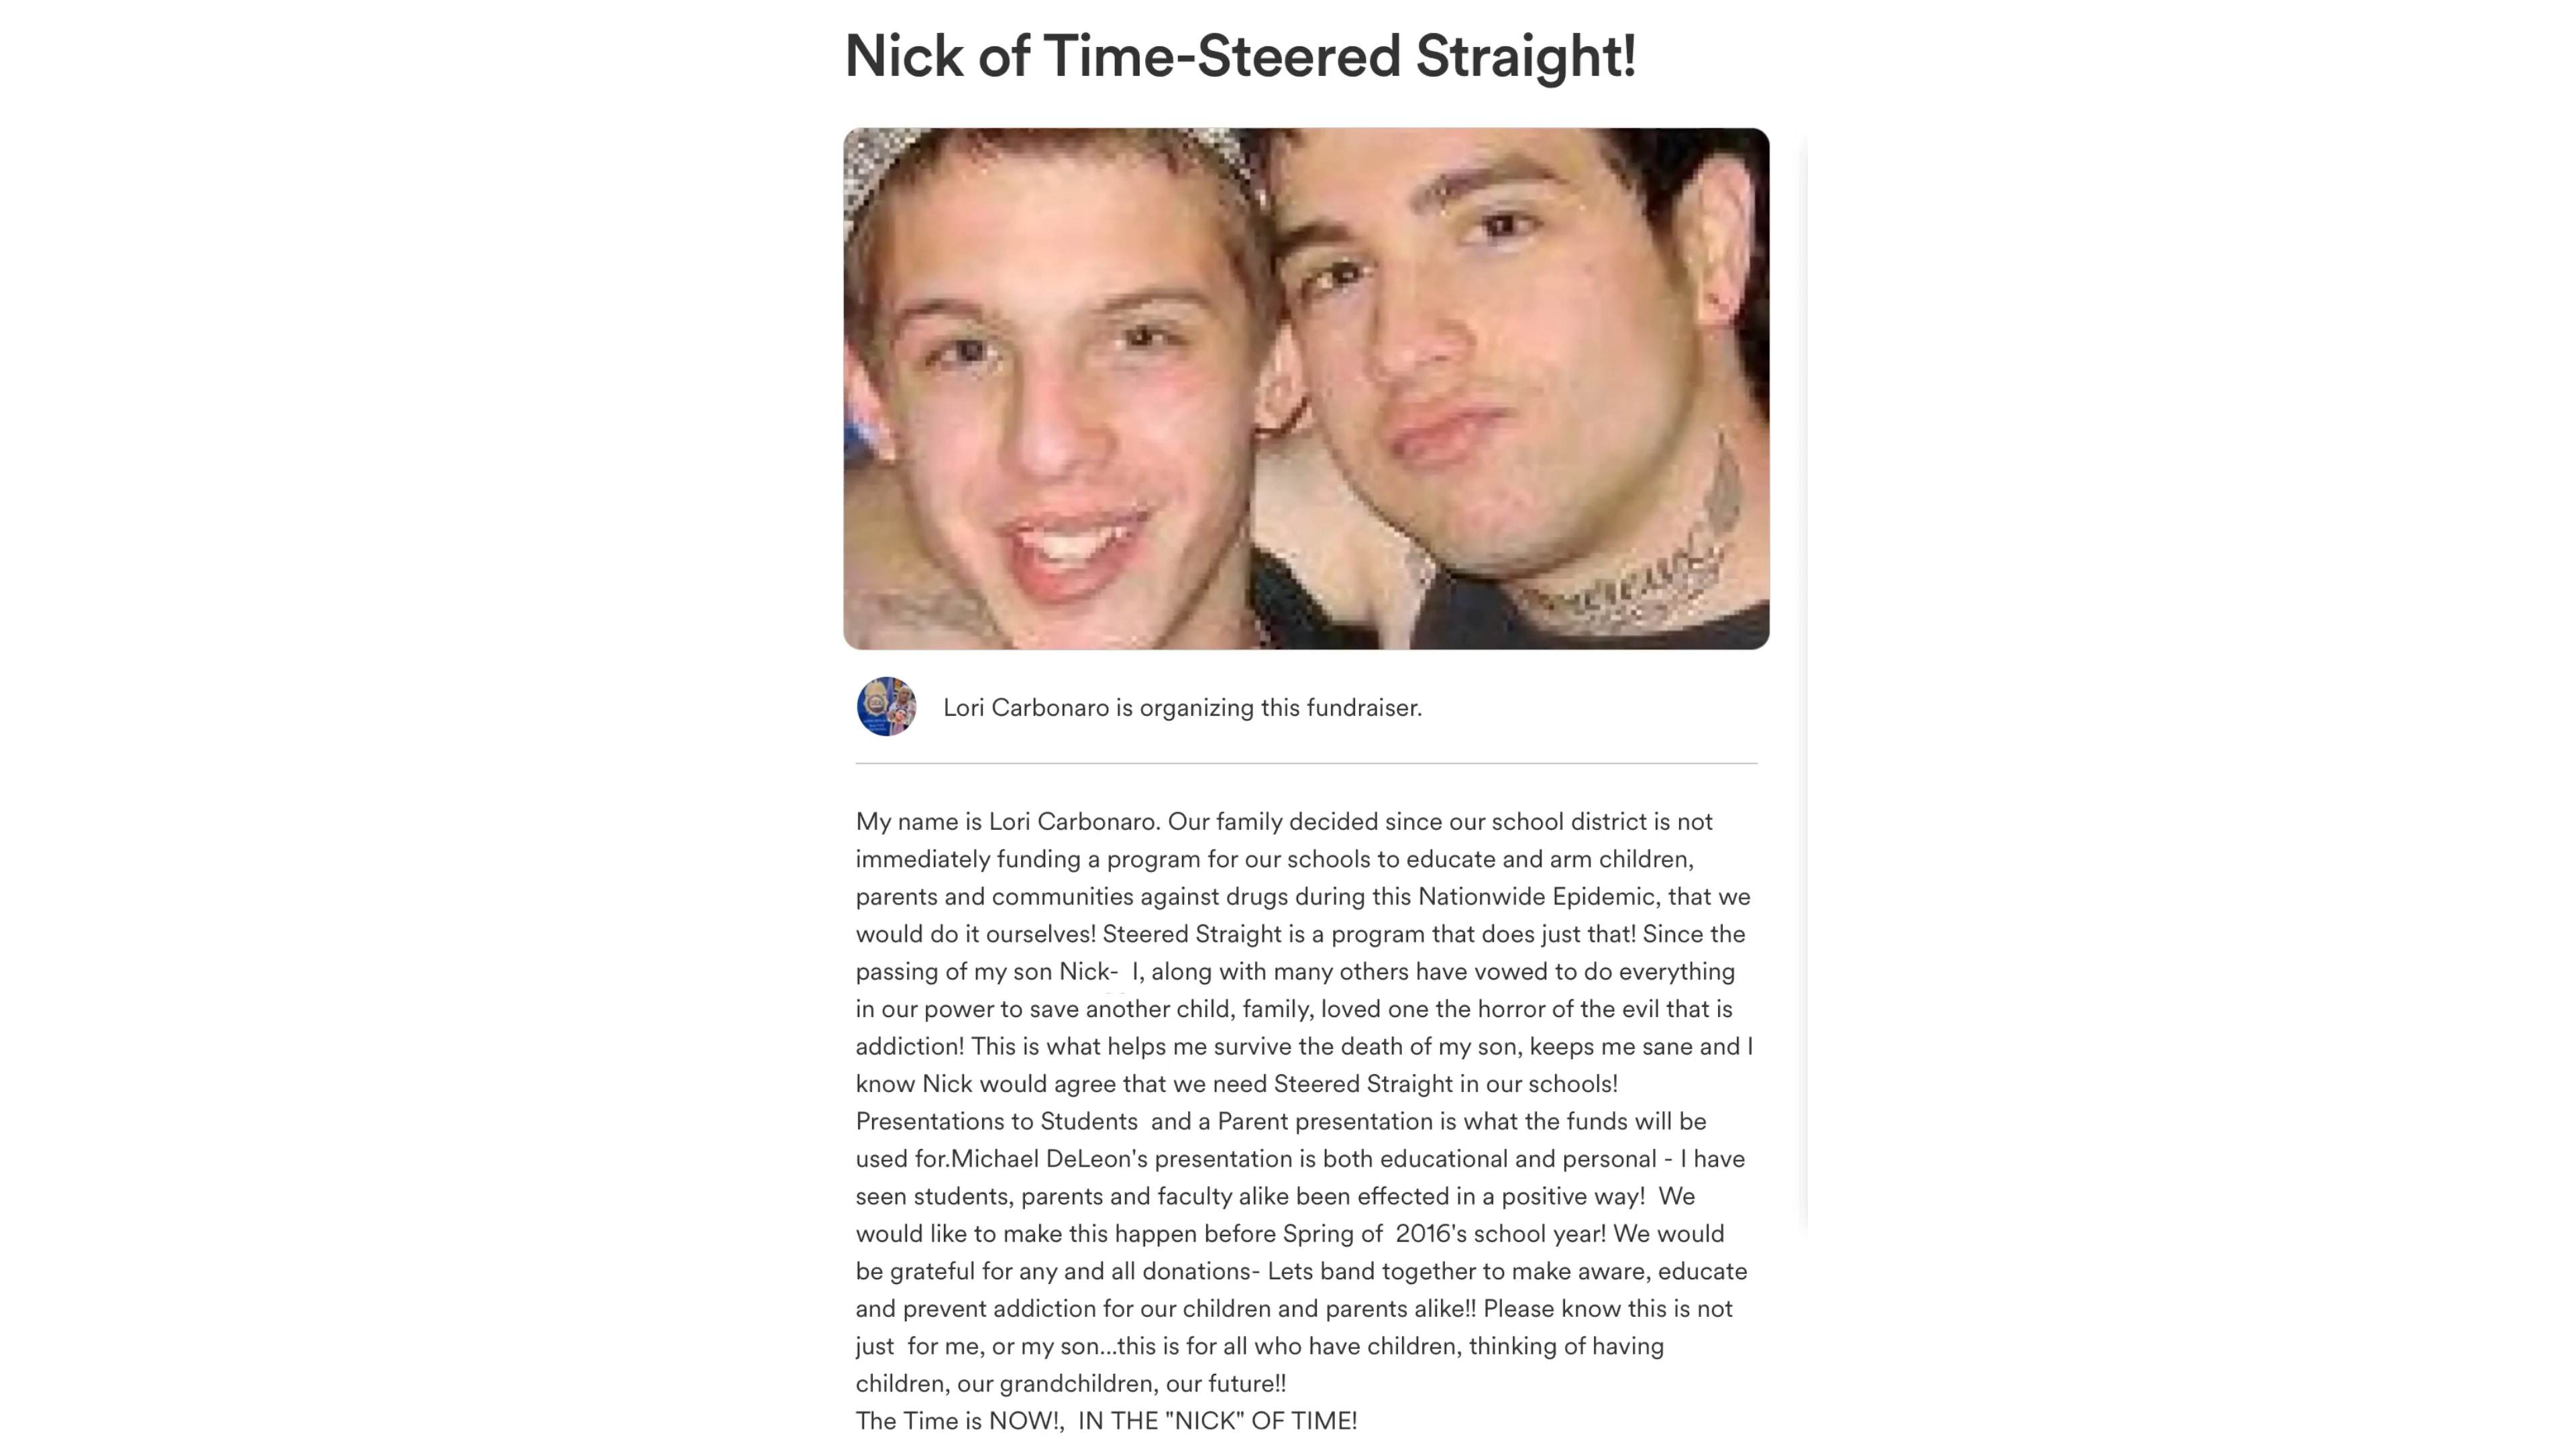 Nick of Time-Steered Straight!
Lori Carbonaro is organizing this fundraiser.
My name is Lori Carbonaro. Our family decided since our school district is not
immediately funding a program for our schools to educate and arm children,
parents and communities against drugs during this Nationwide Epidemic, that we
would do it ourselves! Steered Straight is a program that does just that! Since the
passing of my son Nick-  I, along with many others have vowed to do everything
in our power to save another child, family, loved one the horror of the evil that is
addiction! This is what helps me survive the death of my son, keeps me sane and I
know Nick would agree that we need Steered Straight in our schools!
Presentations to Students  and a Parent presentation is what the funds will be
used for.Michael DeLeon's presentation is both educational and personal - I have
seen students, parents and faculty alike been effected in a positive way!  We
would like to make this happen before Spring of  2016's school year! We would
be grateful for any and all donations- Lets band together to make aware, educate
and prevent addiction for our children and parents alike!! Please know this is not
just  for me, or my son...this is for all who have children, thinking of having
children, our grandchildren, our future!!
The Time is NOW!,  IN THE "NICK" OF TIME!